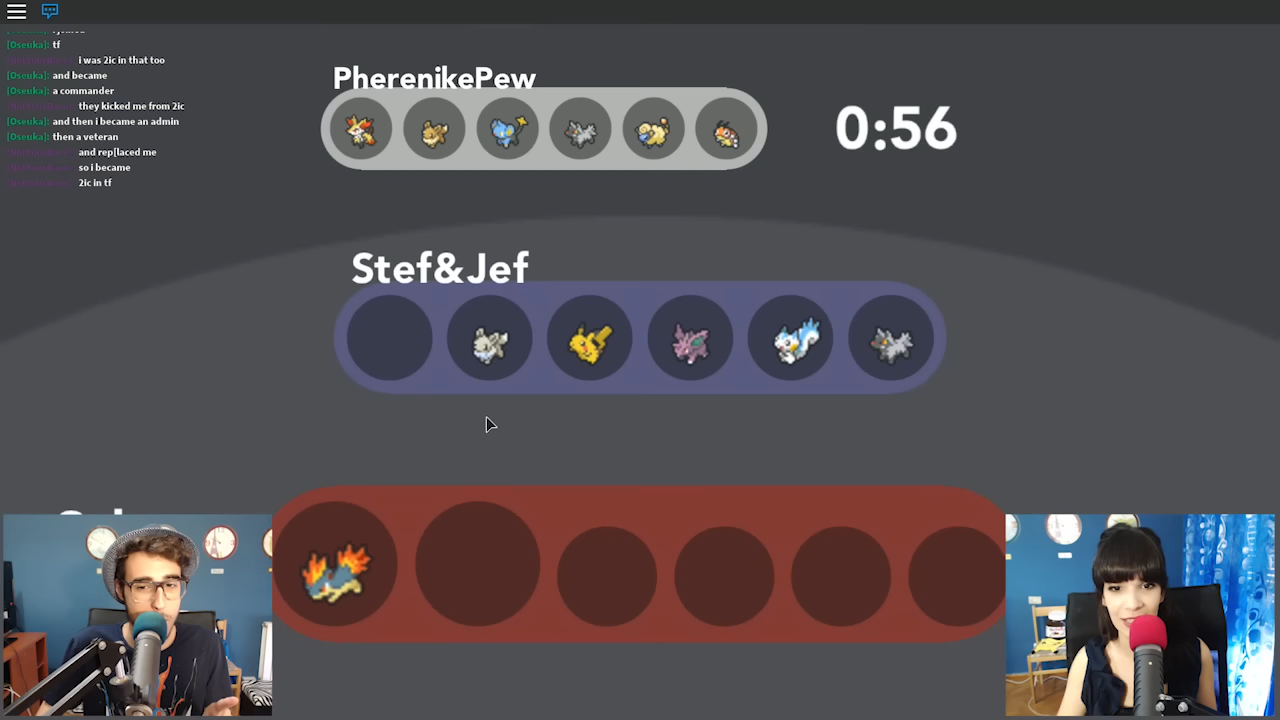 [Oseuka]: tf
i was 2ic in that too
[Oseuka]: and became
[Oseuka]: a commander
they kicked me from 2ic
[Oseuka]: and then i became an admin
[Oseuka]: then a veteran
and rep[laced me
so i became
2ic in tf
PherenikePew
0:56
Stef&Jef